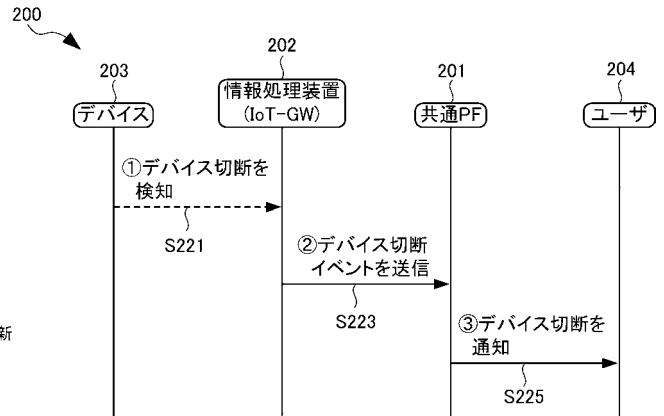 200
203
202
201
204
デバイス
情報処理装置
(IoT-GW)
共通PF
ユーザ
①デバイス切断を
検知
S221
②デバイス切断
イベントを送信
S223
新
③デバイス切断を
通知
S225